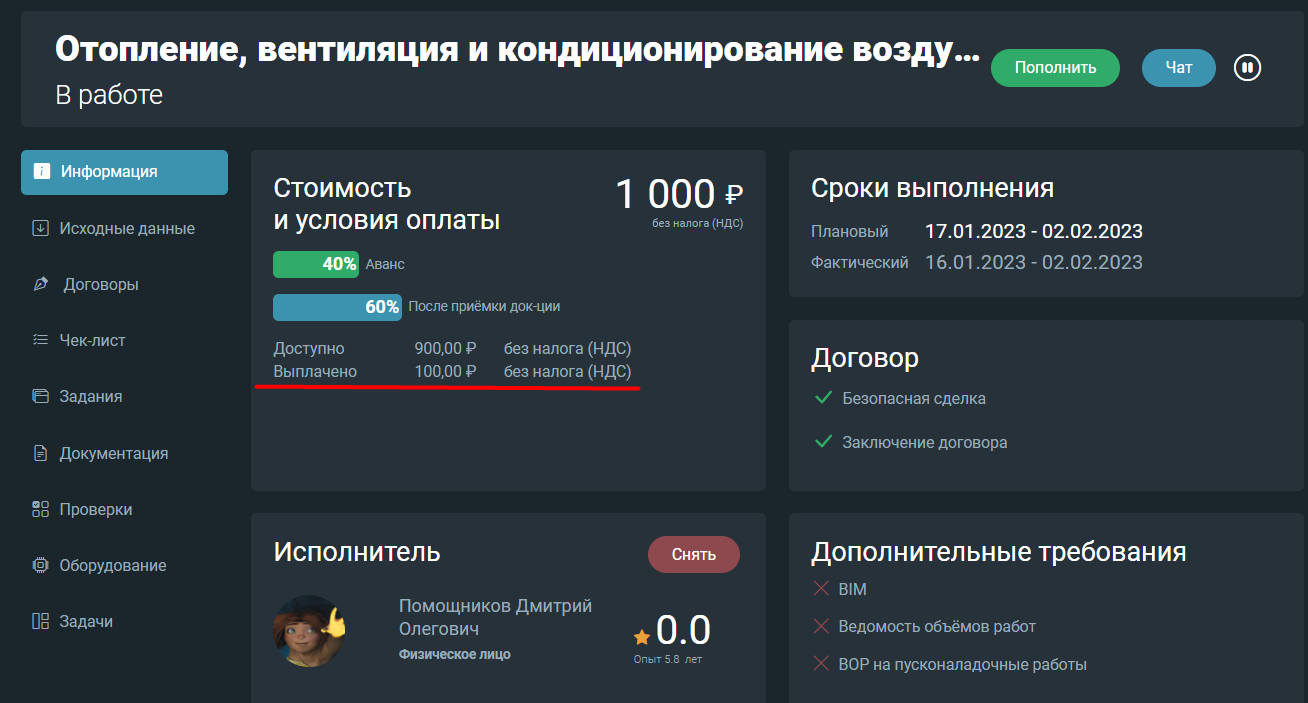 Отопление, вентиляция и кондиционирование возду...
В работе
Пополнить
Чат
Информация
Исходные данные
Договоры
Чек-лист
Задания
Документация
Проверки
Оборудование
Задачи
Стоимость
и условия оплаты
1 000 ₽
без налога (НДС)
40% Аванс
60% После приёмки док-ции
Доступно 900,00 ₽ без налога (НДС)
Выплачено 100,00 ₽ без налога (НДС)
Сроки выполнения
Плановый 17.01.2023 - 02.02.2023
Фактический 16.01.2023 - 02.02.2023
Договор
Безопасная сделка
Заключение договора
Исполнитель
Снять
Помощников Дмитрий
Олегович
Физическое лицо
0.0
Опыт 5.8 лет
Дополнительные требования
BIM
Ведомость объёмов работ
ВОР на пусконаладочные работы